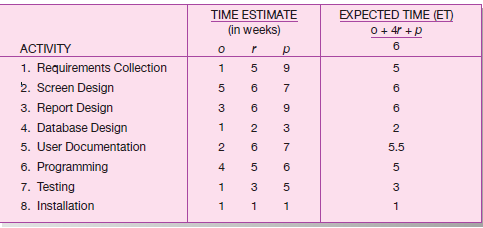 TIME ESTIMATE EXPECTED TIME (ET)
(in weeks) o + 4r + p
ACTIVITY o r p 6
1. Requirements Collection 1 5 9 5
2. Screen Design 5 6 7 6
3. Report Design 3 6 9 6
4. Database Design 1 2 3 2
5. User Documentation 2 6 7 5.5
6. Programming 4 5 6 5
7. Testing 1 3 5 3
8. Installation 1 1 1 1